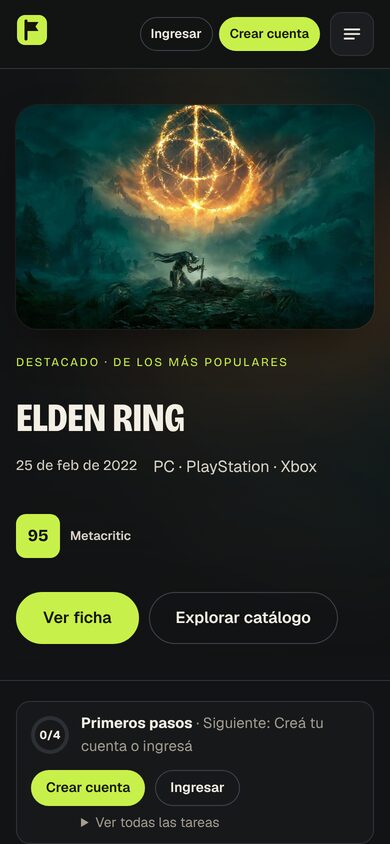 Ingresar
Crear cuenta
DESTACADO · DE LOS MÁS POPULARES
ELDEN RING
25 de feb de 2022 PC · PlayStation · Xbox
95 Metacritic
Ver ficha
Explorar catálogo
0/4
Primeros pasos · Siguiente: Creá tu
cuenta o ingresá
Crear cuenta
Ingresar
Ver todas las tareas